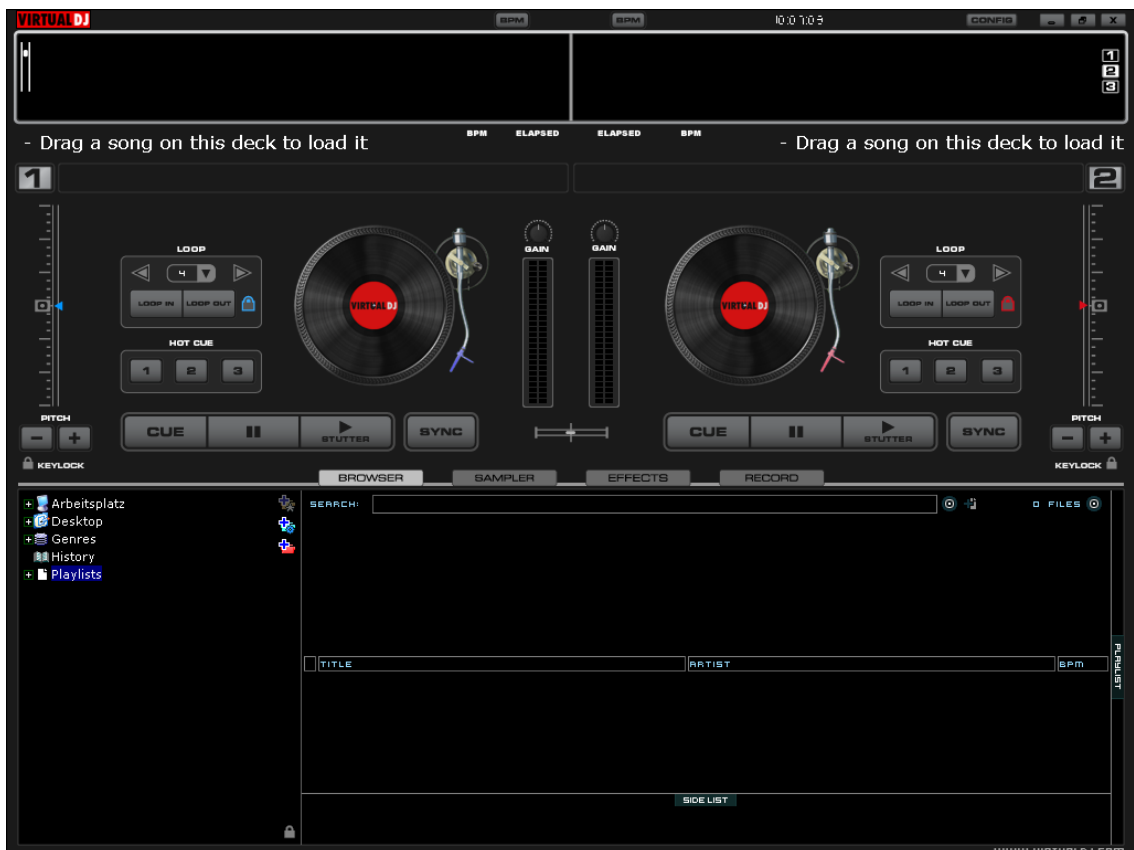 VIRTUAL DJ BPM BPM 10:07:09 CONFIG X
1
2
3
BPM ELAPSED ELAPSED BPM
- Drag a song on this deck to load it - Drag a song on this deck to load it
1 2
GAIN GAIN
LOOP LOOP
4 4
LOOP IN LOOP OUT LOOP IN LOOP OUT
VIRTUAL DJ VIRTUAL DJ
HOT CUE HOT CUE
1 2 3 1 2 3
PITCH PITCH
CUE STUTTER SYNC CUE STUTTER SYNC
- + - +
KEYLOCK KEYLOCK
BROWSER SAMPLER EFFECTS RECORD
Arbeitsplatz
Desktop
Genres
History
Playlists
SEARCH: 0 FILES
TITLE ARTIST BPM
PLAYLIST
SIDE LIST